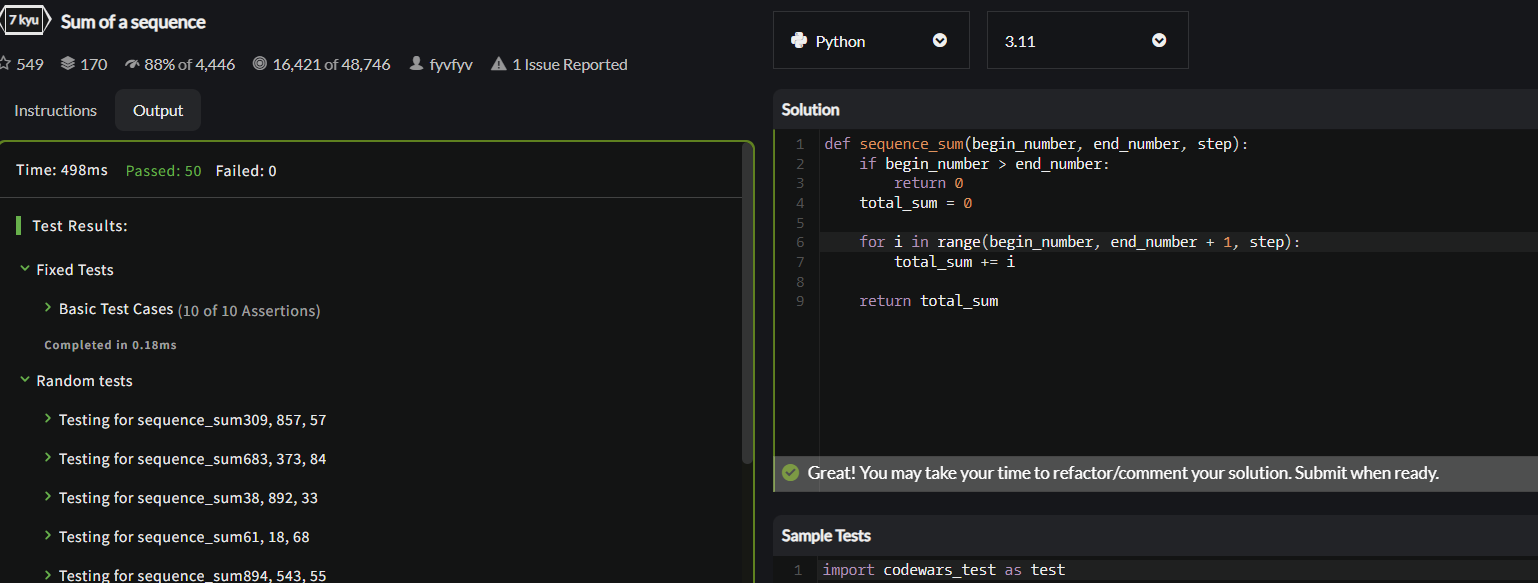 7 kyu Sum of a sequence
549 170 88% of 4,446 16,421 of 48,746 fyvfyv 1 Issue Reported
Instructions Output
Time: 498ms Passed: 50 Failed: 0
Test Results:
Fixed Tests
Basic Test Cases (10 of 10 Assertions)
Completed in 0.18ms
Random tests
Testing for sequence_sum309, 857, 57
Testing for sequence_sum683, 373, 84
Testing for sequence_sum38, 892, 33
Testing for sequence_sum61, 18, 68
Testing for sequence_sum894, 543, 55
Python 3.11
Solution
1 def sequence_sum(begin_number, end_number, step):
2     if begin_number > end_number:
3         return 0
4     total_sum = 0
5
6     for i in range(begin_number, end_number + 1, step):
7         total_sum += i
8
9     return total_sum
Great! You may take your time to refactor/comment your solution. Submit when ready.
Sample Tests
1 import codewars_test as test